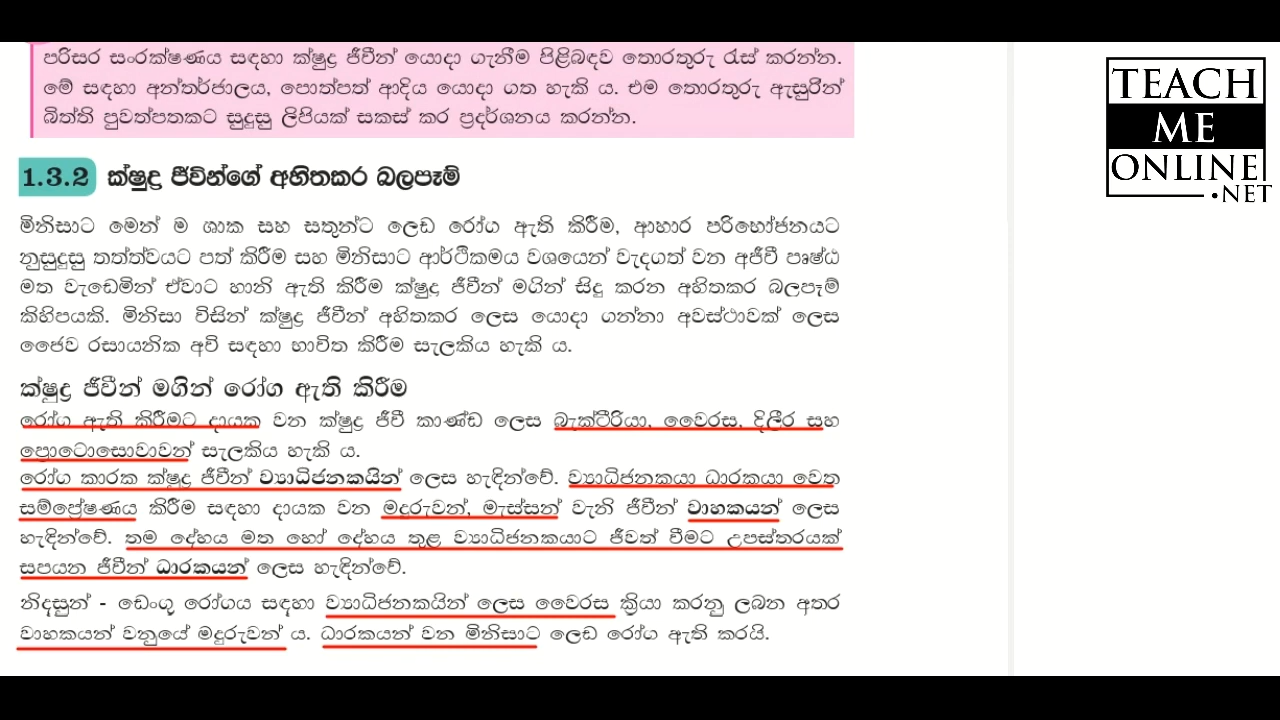 පරිසර සංරක්ෂණය සඳහා ක්ෂුද්‍ර ජීවීන් යොදා ගැනීම පිළිබඳව තොරතුරු රැස් කරන්න.
මේ සඳහා අන්තර්ජාලය, පොත්පත් ආදිය යොදා ගත හැකි ය. එම තොරතුරු ඇසුරින්
බිත්ති පුවත්පතකට සුදුසු ලිපියක් සකස් කර ප්‍රදර්ශනය කරන්න.
1.3.2 ක්ෂුද්‍ර ජීවින්ගේ අහිතකර බලපෑම්
මිනිසාට මෙන් ම ශාක සහ සතුන්ට ලෙඩ රෝග ඇති කිරීම, ආහාර පරිභෝජනයට
නුසුදුසු තත්ත්වයට පත් කිරීම සහ මිනිසාට ආර්ථිකමය වශයෙන් වැදගත් වන අජීවී පෘෂ්ඨ
මත වැඩෙමින් ඒවාට හානි ඇති කිරීම ක්ෂුද්‍ර ජීවීන් මගින් සිදු කරන අහිතකර බලපෑම්
කිහිපයකි. මිනිසා විසින් ක්ෂුද්‍ර ජීවීන් අහිතකර ලෙස යොදා ගන්නා අවස්ථාවක් ලෙස
ජෛව රසායනික අවි සඳහා භාවිත කිරීම සැලකිය හැකි ය.
ක්ෂුද්‍ර ජීවීන් මගින් රෝග ඇති කිරීම
රෝග ඇති කිරීමට දායක වන ක්ෂුද්‍ර ජීවී කාණ්ඩ ලෙස බැක්ටීරියා, වෛරස, දිලීර සහ
ප්‍රොටොසොවාවන් සැලකිය හැකි ය.
රෝග කාරක ක්ෂුද්‍ර ජීවීන් ව්‍යාධිජනකයින් ලෙස හැඳින්වේ. ව්‍යාධිජනකයා ධාරකයා වෙත
සම්ප්‍රේෂණය කිරීම සඳහා දායක වන මදුරුවන්, මැස්සන් වැනි ජීවීන් වාහකයන් ලෙස
හැඳින්වේ. තම දේහය මත හෝ දේහය තුළ ව්‍යාධිජනකයාට ජීවත් වීමට උපස්තරයක්
සපයන ජීවීන් ධාරකයන් ලෙස හැඳින්වේ.
නිදසුන් - ඩෙංගු රෝගය සඳහා ව්‍යාධිජනකයින් ලෙස වෛරස ක්‍රියා කරනු ලබන අතර
වාහකයන් වනුයේ මදුරුවන් ය. ධාරකයන් වන මිනිසාට ලෙඩ රෝග ඇති කරයි.
TEACH
ME
ONLINE
.NET